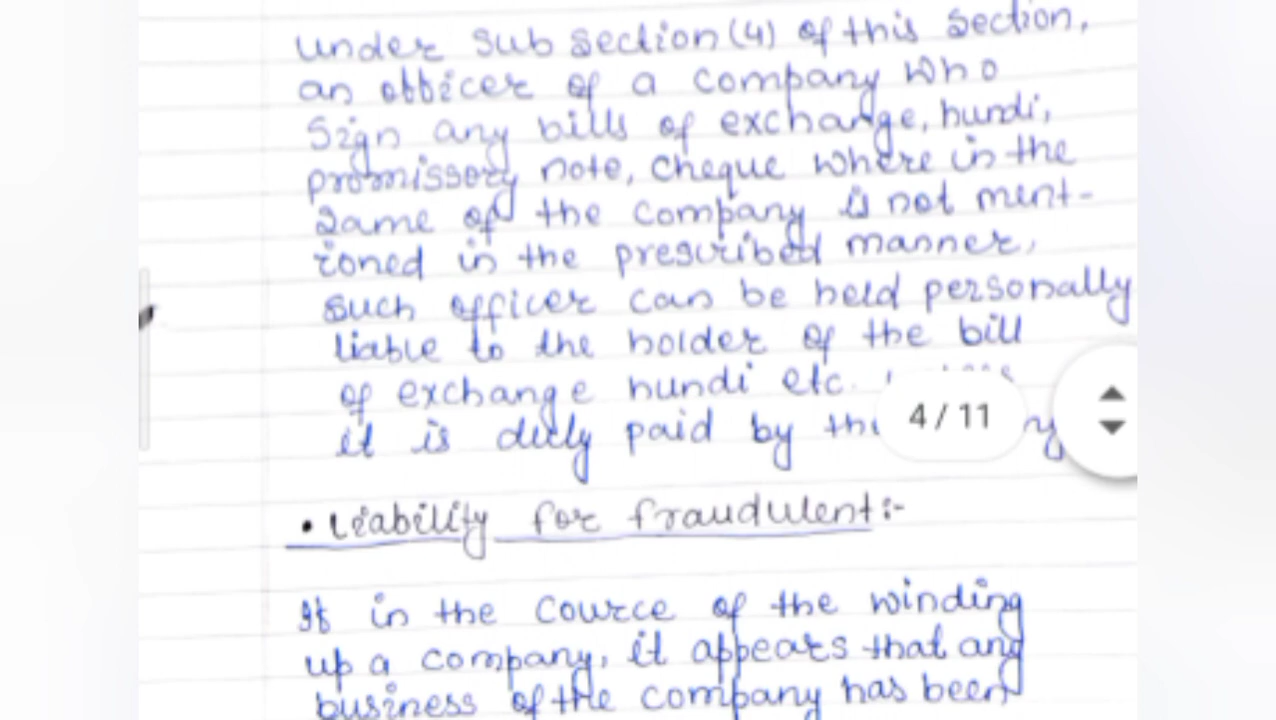 under sub section (4) of this section,
an officer of a company who
sign any bills of exchange, hundi,
promissory note, cheque where in the
name of the company is not ment-
ioned in the prescribed manner,
such officer can be held personally
liable to the holder of the bill
of exchange hundi etc.
it is duly paid by
4 / 11
• Liability for fraudulent :-
If in the cource of the winding
up a company, it appears that any
business of the company has been